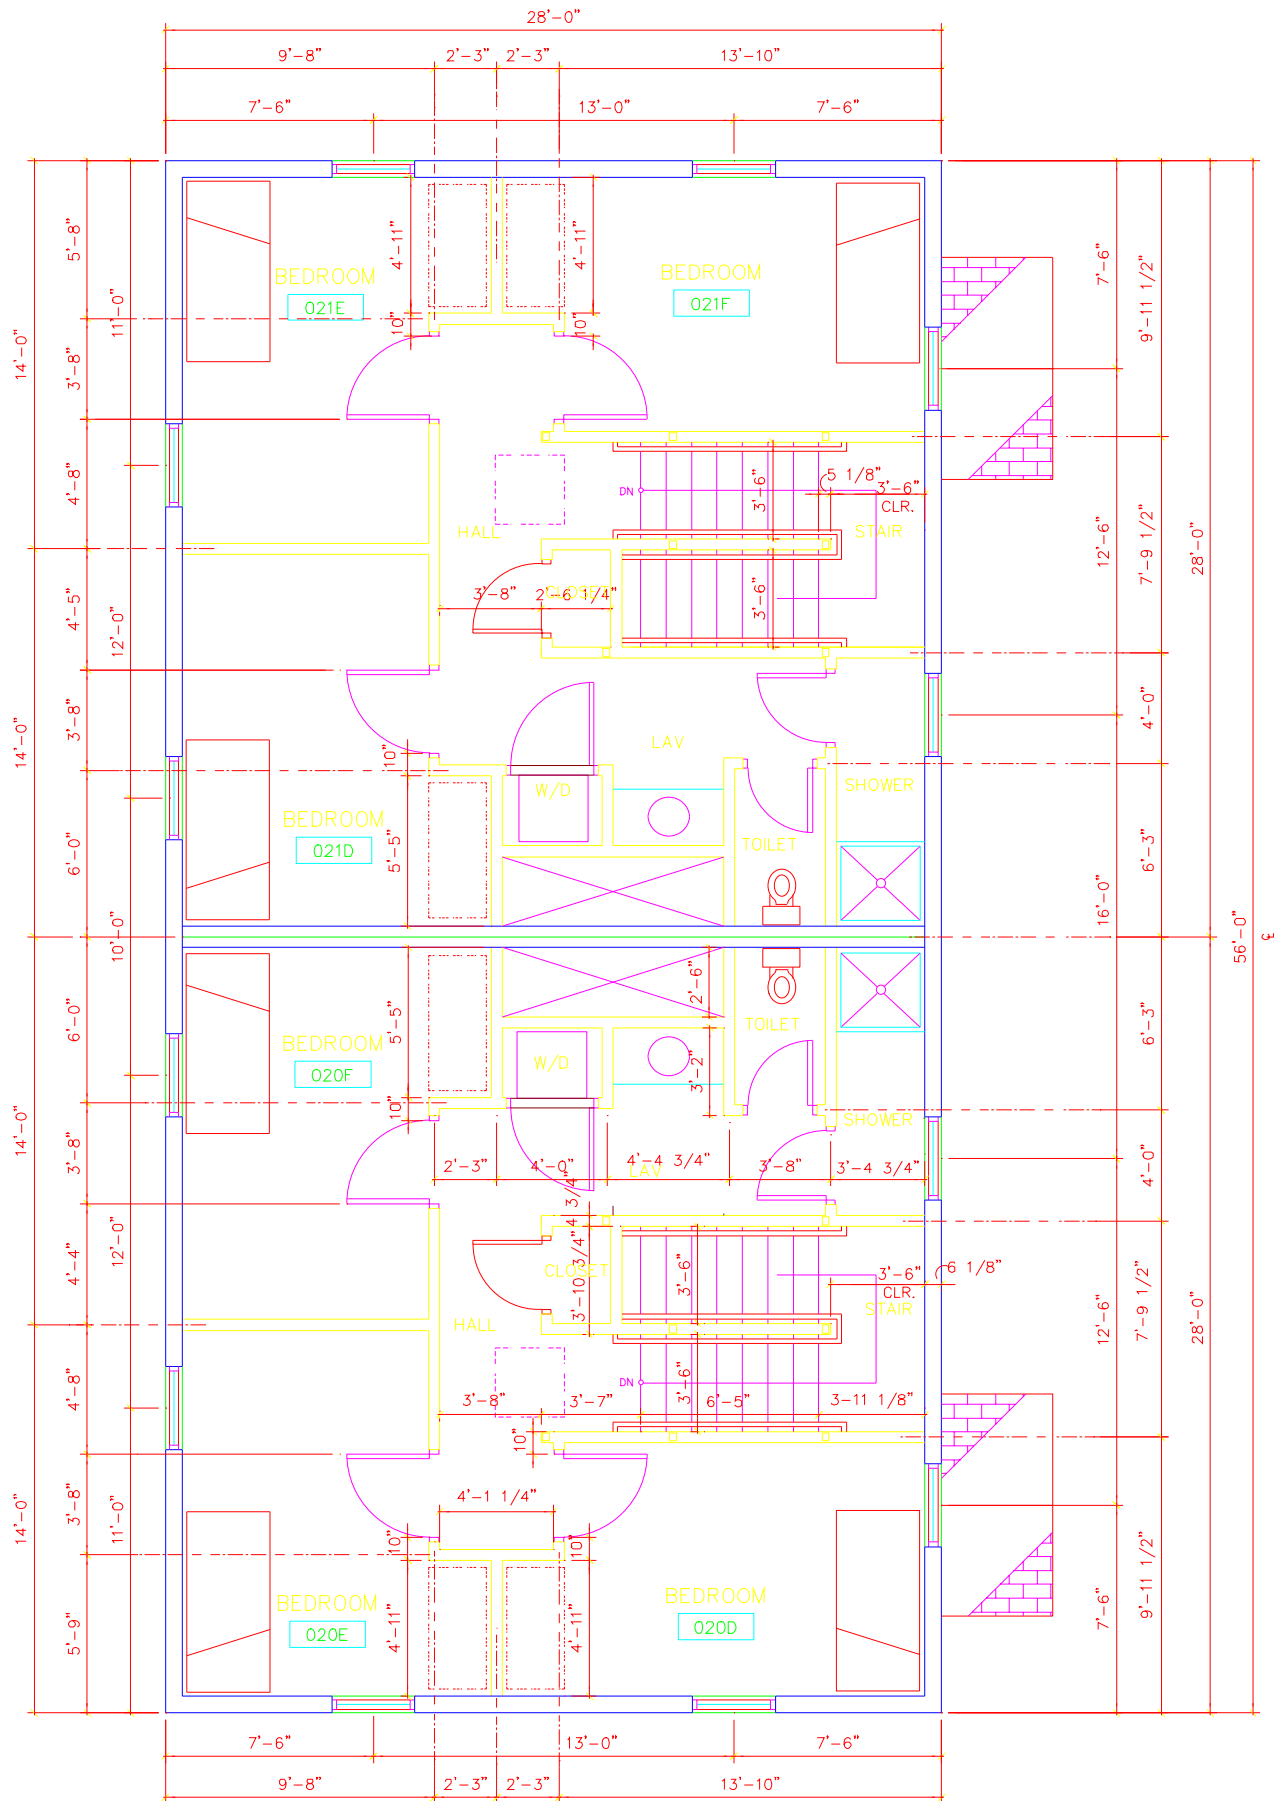 28'-0"
9'-8" 2'-3" 2'-3" 13'-10"
7'-6" 13'-0" 7'-6"
5'-8"
4'-11"
4'-11"
7'-6"
9'-11 1/2"
BEDROOM
021E
BEDROOM
021F
11'-0"
10"
10"
14'-0"
3'-8"
4'-8"
5 1/8"
3'-6"
3'-6"
CLR.
DN
HALL
STAIR
12'-6"
7'-9 1/2"
28'-0"
4'-5"
12'-0"
CLOSET
3'-8" 2'-6 1/4"
3'-6"
14'-0"
3'-8"
4'-0"
10"
LAV
W/D
SHOWER
BEDROOM
021D
TOILET
6'-0"
5'-5"
6'-3"
16'-0"
10'-0"
56'-0"
℄
6'-0"
5'-5"
2'-6"
6'-3"
BEDROOM
020F
TOILET
W/D
3'-2"
10"
SHOWER
14'-0"
3'-8"
2'-3" 4'-0" 4'-4 3/4" 3'-8" 3'-4 3/4"
LAV
4'-0"
4 3/4"
12'-0"
4'-4"
3'-10 3/4"
CLOSET
3'-6"
3'-6"
CLR.
6 1/8"
STAIR
HALL
12'-6"
7'-9 1/2"
28'-0"
4'-8"
DN
3'-6"
3'-8" 3'-7" 6'-5" 3-11 1/8"
10"
3'-8"
11'-0"
14'-0"
4'-1 1/4"
10"
10"
9'-11 1/2"
7'-6"
BEDROOM
020E
BEDROOM
020D
5'-9"
4'-11"
4'-11"
7'-6" 13'-0" 7'-6"
9'-8" 2'-3" 2'-3" 13'-10"